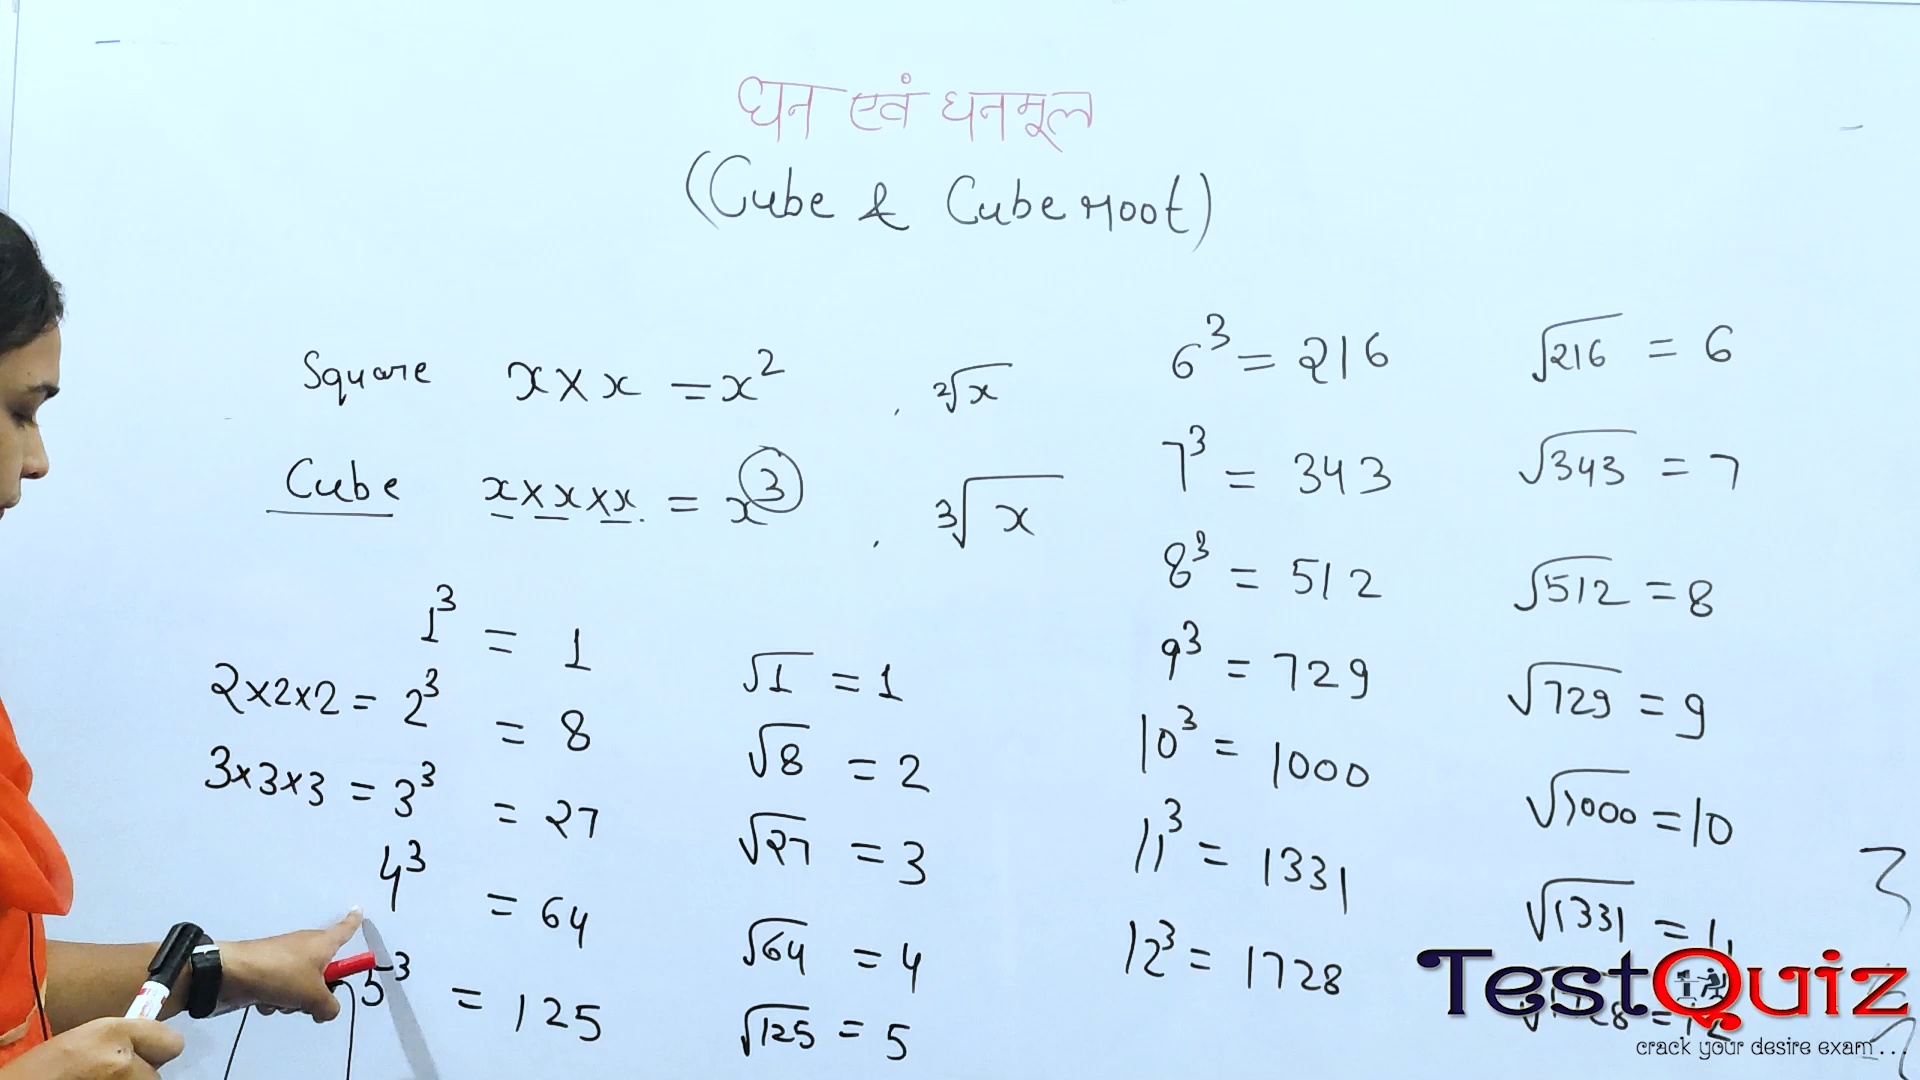 घन एवं घनमूल
(Cube & Cube root)
Square x×x = x² , ²√x
Cube x×x×x = x³ , ³√x
1³ = 1 √1 = 1
2×2×2 = 2³ = 8 √8 = 2
3×3×3 = 3³ = 27 √27 = 3
4³ = 64 √64 = 4
5³ = 125 √125 = 5
6³ = 216 √216 = 6
7³ = 343 √343 = 7
8³ = 512 √512 = 8
9³ = 729 √729 = 9
10³ = 1000 √1000 = 10
11³ = 1331 √1331 =
12³ = 1728
TestQuiz
crack your desire exam...